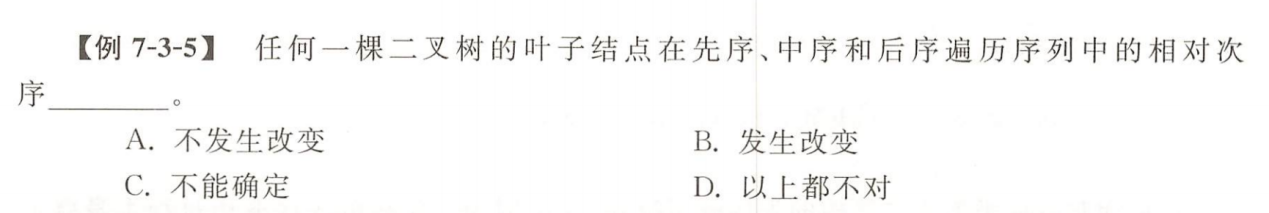 【例 7-3-5】 任何一棵二叉树的叶子结点在先序、中序和后序遍历序列中的相对次
序________。
A. 不发生改变 B. 发生改变
C. 不能确定 D. 以上都不对